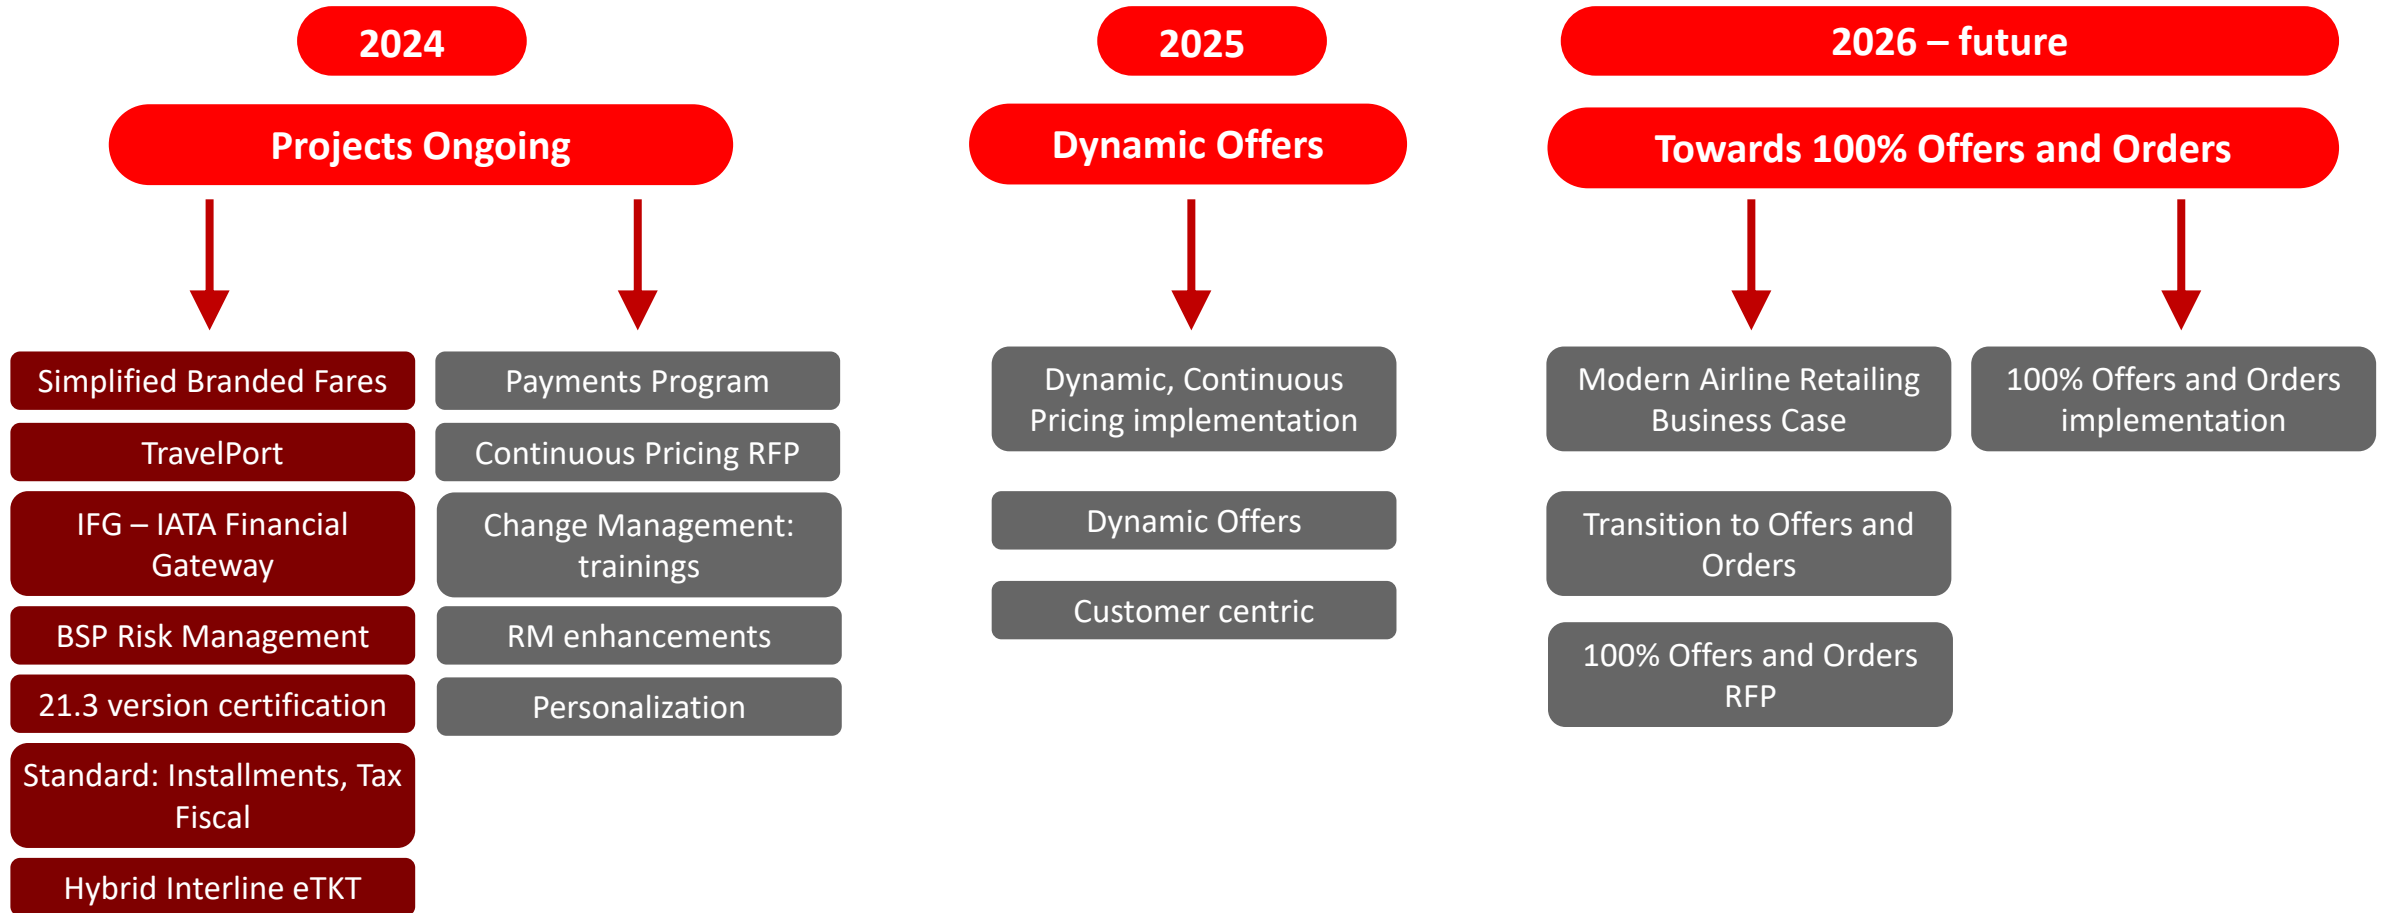 2024
Projects Ongoing
Simplified Branded Fares
TravelPort
IFG – IATA Financial
Gateway
BSP Risk Management
21.3 version certification
Standard: Installments, Tax
Fiscal
Hybrid Interline eTKT
Payments Program
Continuous Pricing RFP
Change Management:
trainings
RM enhancements
Personalization
2025
Dynamic Offers
Dynamic, Continuous
Pricing implementation
Dynamic Offers
Customer centric
2026 – future
Towards 100% Offers and Orders
Modern Airline Retailing
Business Case
Transition to Offers and
Orders
100% Offers and Orders
RFP
100% Offers and Orders
implementation